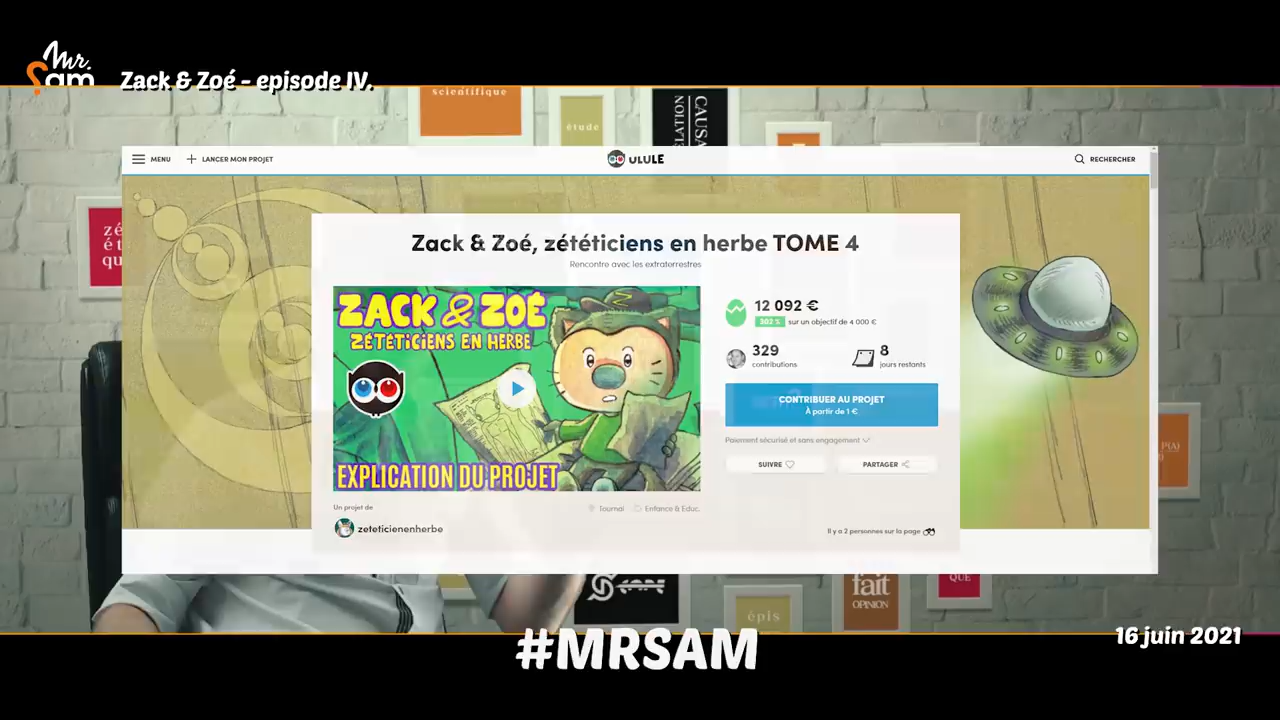 Mr. Sam
Zack & Zoé - episode IV.
scientifique
étude
CAUSA
ELATION
MENU
LANCER MON PROJET
ULULE
RECHERCHER
zé
ét
qu
Zack & Zoé, zététiciens en herbe TOME 4
Rencontre avec les extraterrestres
ZACK & ZOÉ
ZÉTÉTICIENS EN HERBE
EXPLICATION DU PROJET
12 092 €
302 % sur un objectif de 4 000 €
329
contributions
8
jours restants
CONTRIBUER AU PROJET
À partir de 1 €
Paiement sécurisé et sans engagement
SUIVRE
PARTAGER
Un projet de
Tournai
Enfance & Educ.
zeteticienenherbe
Il y a 2 personnes sur la page
P(A)
épis
fait
OPINION
QUE
#MRSAM
16 juin 2021